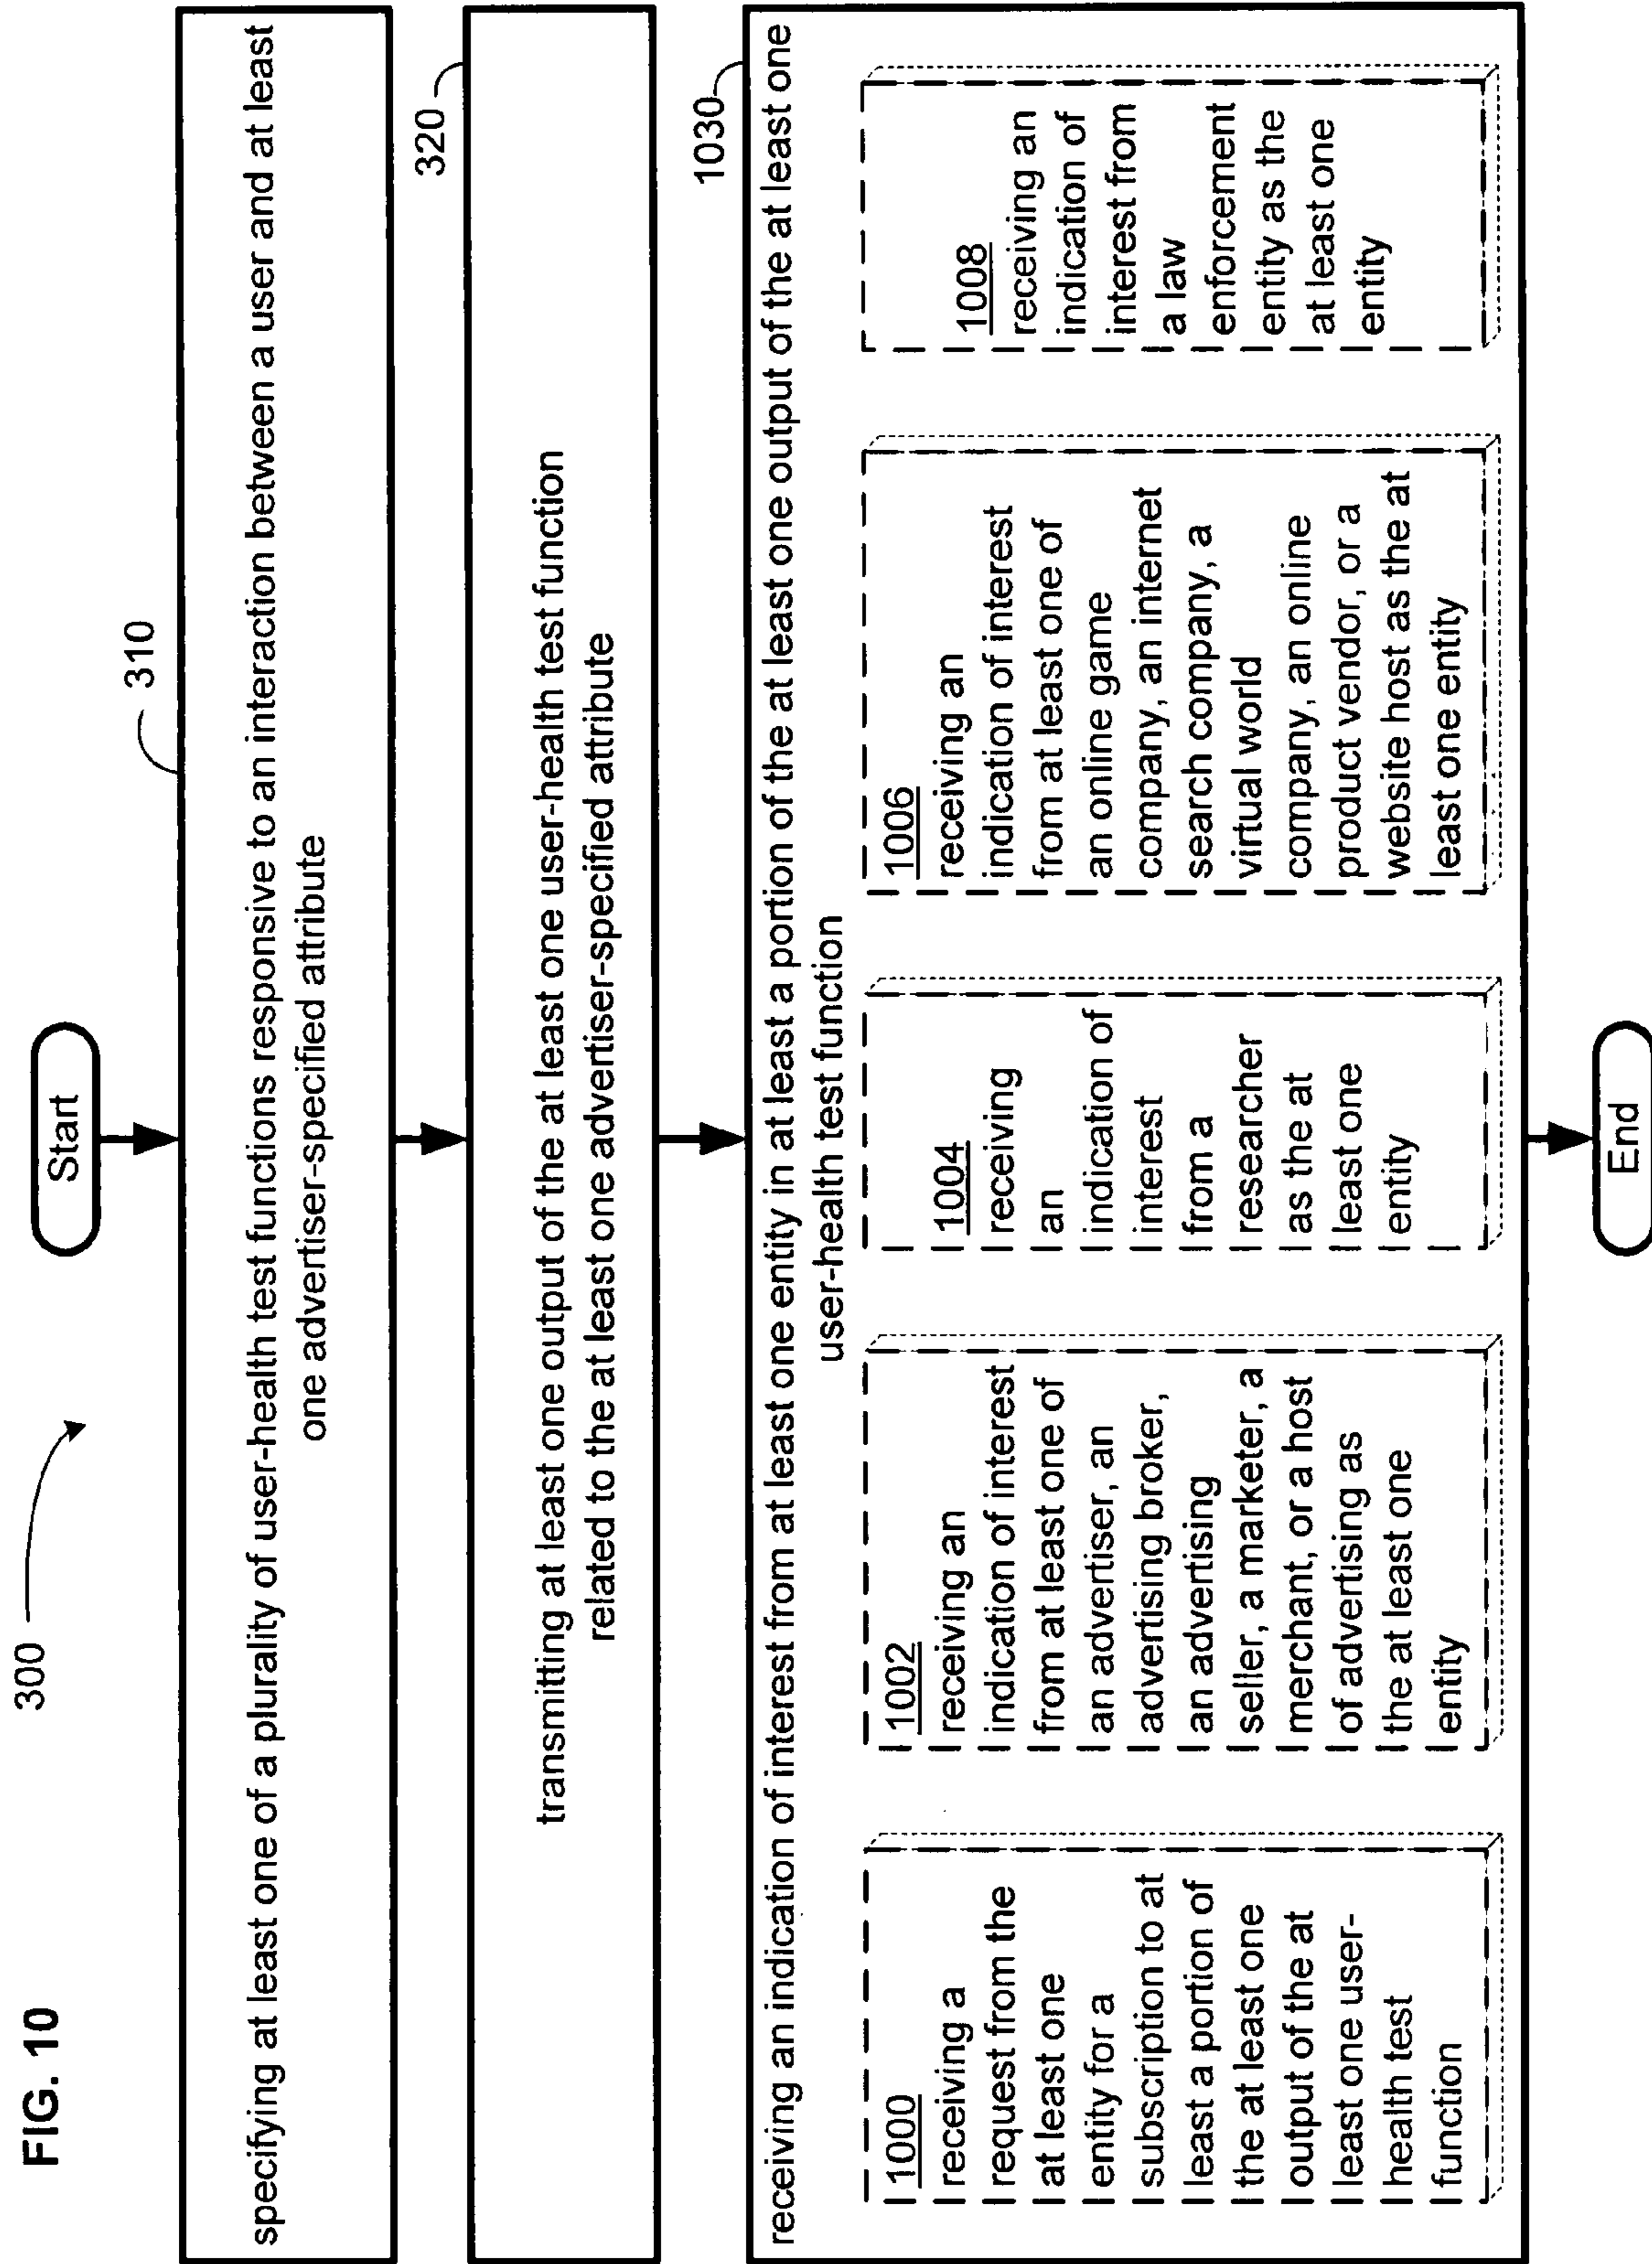 FIG. 10
300
Start
310
specifying at least one of a plurality of user-health test functions responsive to an interaction between a user and at least
one advertiser-specified attribute
320
transmitting at least one output of the at least one user-health test function
related to the at least one advertiser-specified attribute
1030
receiving an indication of interest from at least one entity in at least a portion of the at least one output of the at least one
user-health test function
1000
receiving a
request from the
at least one
entity for a
subscription to at
least a portion of
the at least one
output of the at
least one user-
health test
function
1002
receiving an
indication of interest
from at least one of
an advertiser, an
advertising broker,
an advertising
seller, a marketer, a
merchant, or a host
of advertising as
the at least one
entity
1004
receiving
an
indication of
interest
from a
researcher
as the at
least one
entity
1006
receiving an
indication of interest
from at least one of
an online game
company, an internet
search company, a
virtual world
company, an online
product vendor, or a
website host as the at
least one entity
1008
receiving an
indication of
interest from
a law
enforcement
entity as the
at least one
entity
End